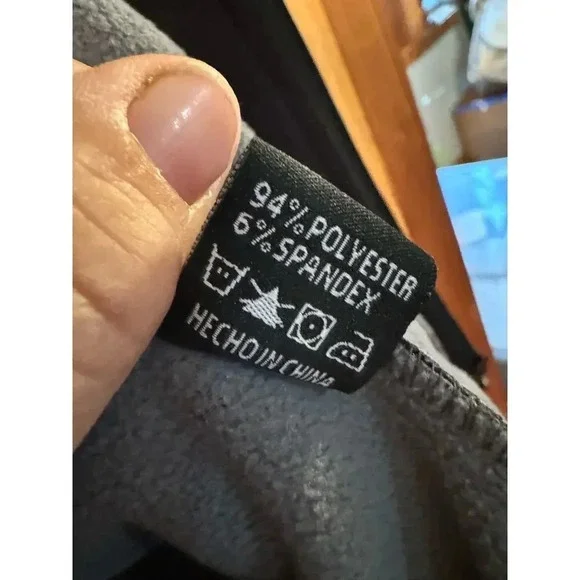 94% POLYESTER
6% SPANDEX
HECHO IN CHINA